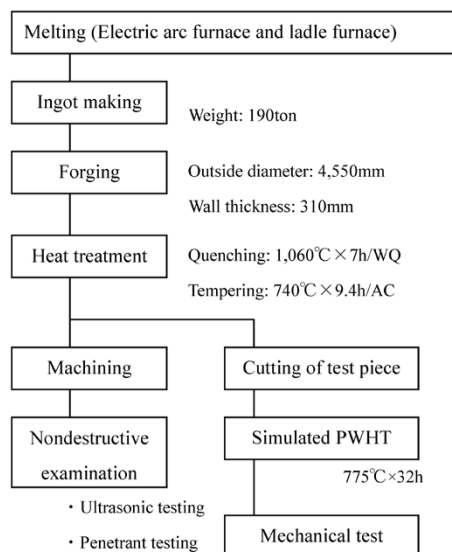 Melting (Electric arc furnace and ladle furnace)
Ingot making
Weight: 190ton
Forging
Outside diameter: 4,550mm
Wall thickness: 310mm
Heat treatment
Quenching: 1,060℃×7h/WQ
Tempering: 740℃×9.4h/AC
Machining
Cutting of test piece
Nondestructive
examination
Simulated PWHT
775℃×32h
・Ultrasonic testing
・Penetrant testing
Mechanical test